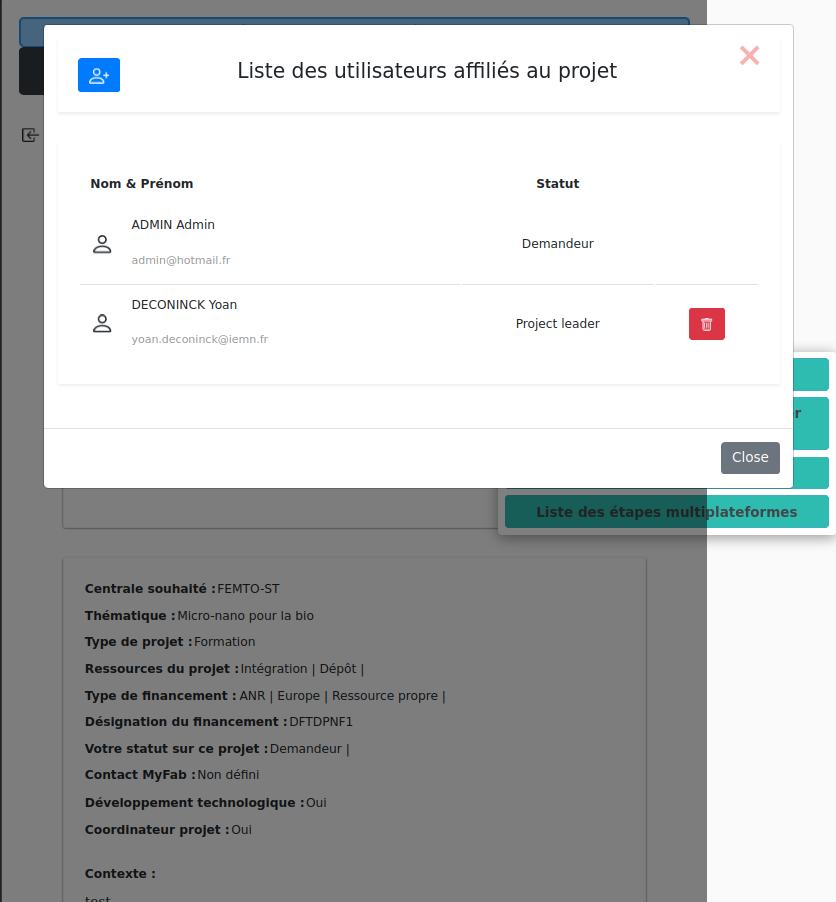 Liste des utilisateurs affiliés au projet
Nom & Prénom Statut
ADMIN Admin
admin@hotmail.fr
Demandeur
DECONINCK Yoan
yoan.deconinck@iemn.fr
Project leader
Close
Liste des étapes multiplateformes
Centrale souhaité : FEMTO-ST
Thématique : Micro-nano pour la bio
Type de projet : Formation
Ressources du projet : Intégration | Dépôt |
Type de financement : ANR | Europe | Ressource propre |
Désignation du financement : DFTDPNF1
Votre statut sur ce projet : Demandeur |
Contact MyFab : Non défini
Développement technologique : Oui
Coordinateur projet : Oui
Contexte :
test